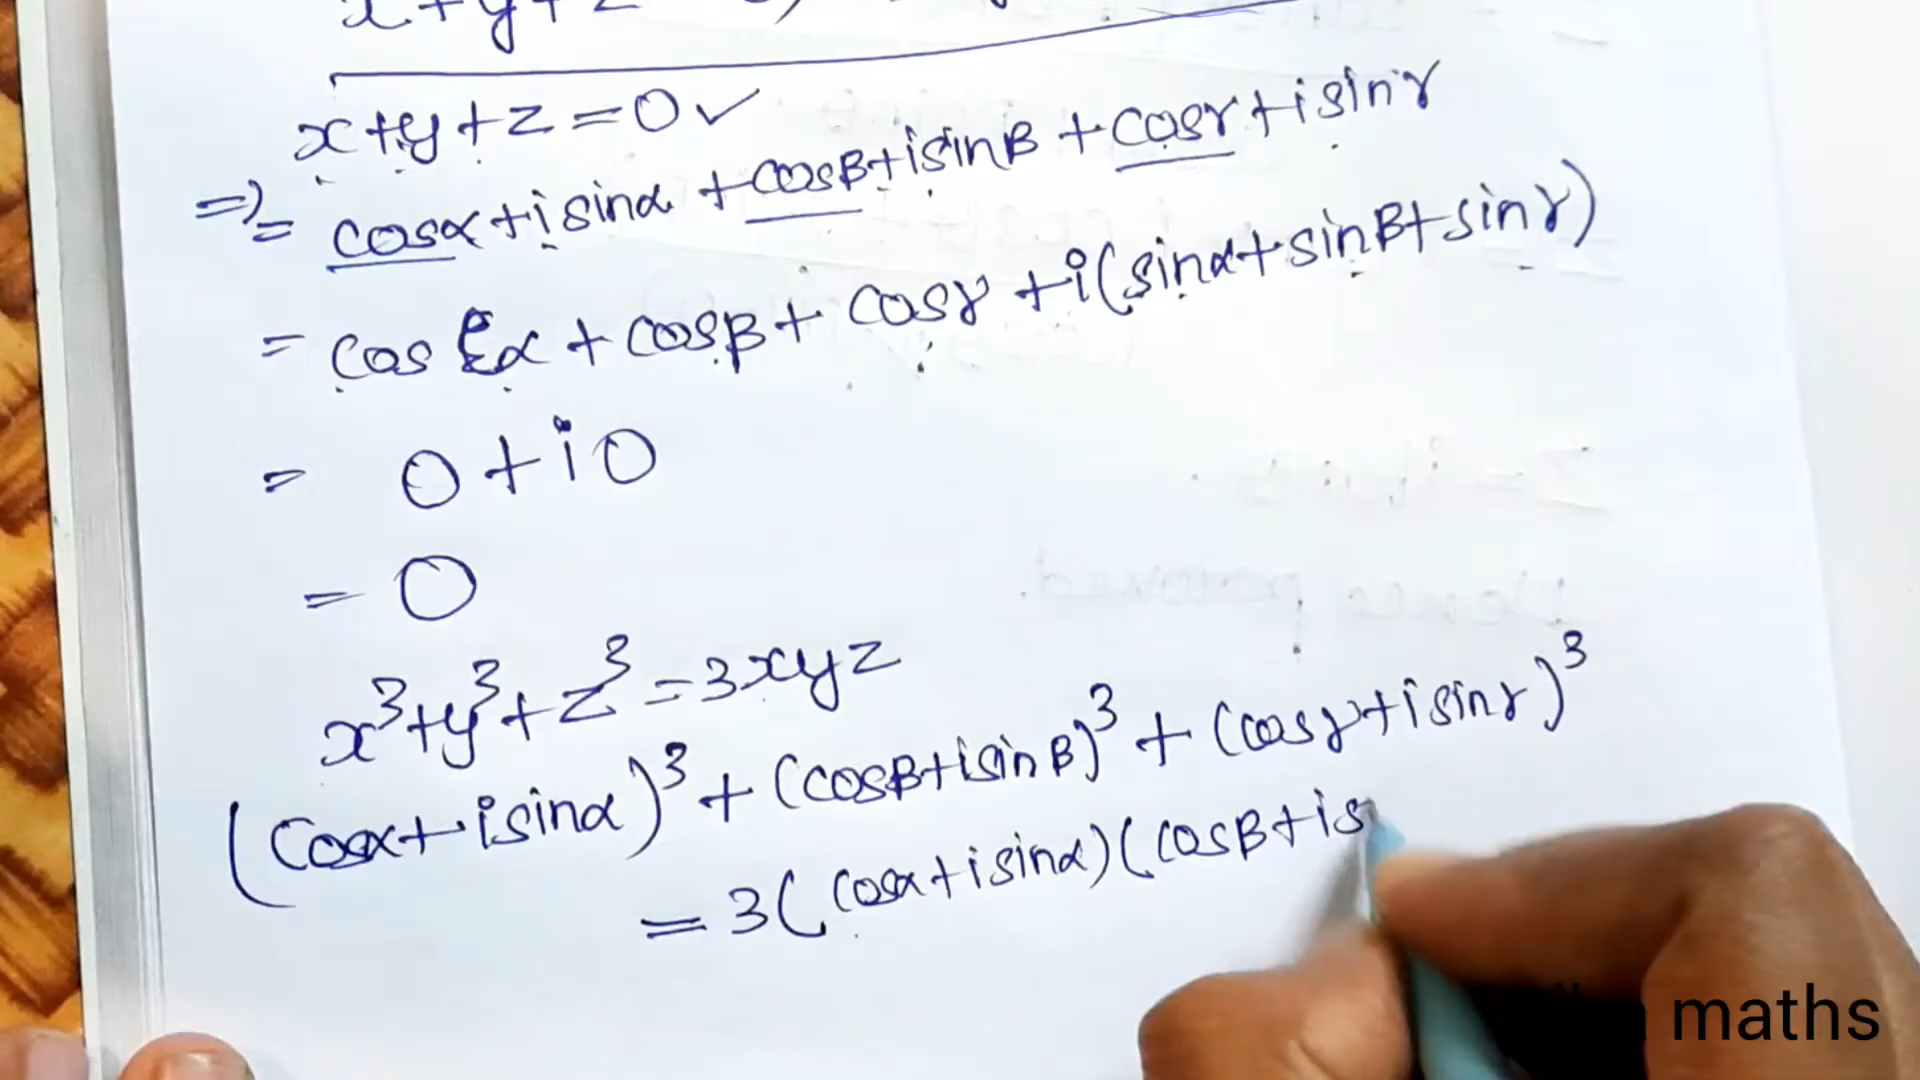 x+y+z
x+y+z=0✓
⇒= cosα+isinα+cosβ+isinβ+cosγ+isinγ
= cos α+cosβ+cosγ+i(sinα+sinβ+sinγ)
= 0+i0
= 0
x³+y³+z³=3xyz
(cosα+isinα)³+(cosβ+isinβ)³+(cosγ+isinγ)³
=3(cosα+isinα)(cosβ+is
maths